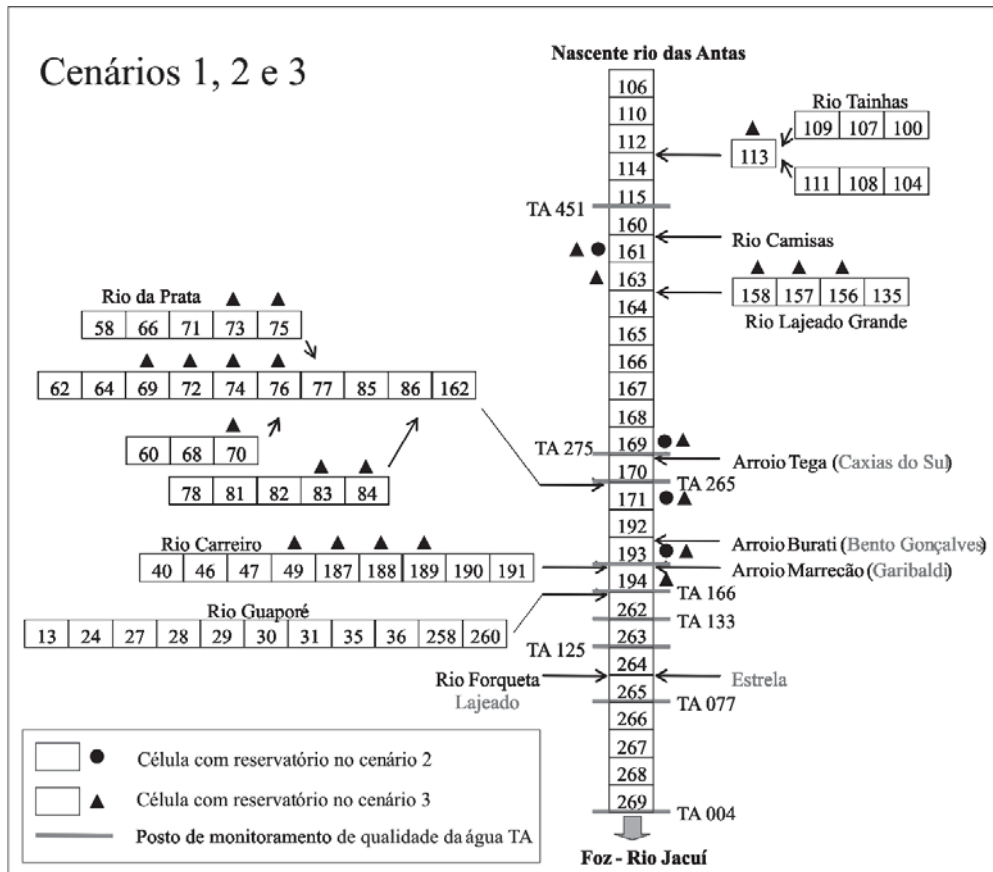 Cenários 1, 2 e 3
Nascente rio das Antas
106
110
112
114
115
TA 451
160
161
163
164
165
166
167
168
169
TA 275
170
TA 265
171
192
193
194
TA 166
262
TA 133
263
TA 125
264
265
TA 077
266
267
268
269
TA 004
Foz - Rio Jacuí
Rio Tainhas
109 107 100
113
111 108 104
Rio Camisas
158 157 156 135
Rio Lajeado Grande
Rio da Prata
58 66 71 73 75
62 64 69 72 74 76 77 85 86 162
60 68 70
78 81 82 83 84
Arroio Tega (Caxias do Sul)
Arroio Burati (Bento Gonçalves)
Arroio Marrecão (Garibaldi)
Rio Carreiro
40 46 47 49 187 188 189 190 191
Rio Guaporé
13 24 27 28 29 30 31 35 36 258 260
Rio Forqueta
Lajeado
Estrela
Célula com reservatório no cenário 2
Célula com reservatório no cenário 3
Posto de monitoramento de qualidade da água TA